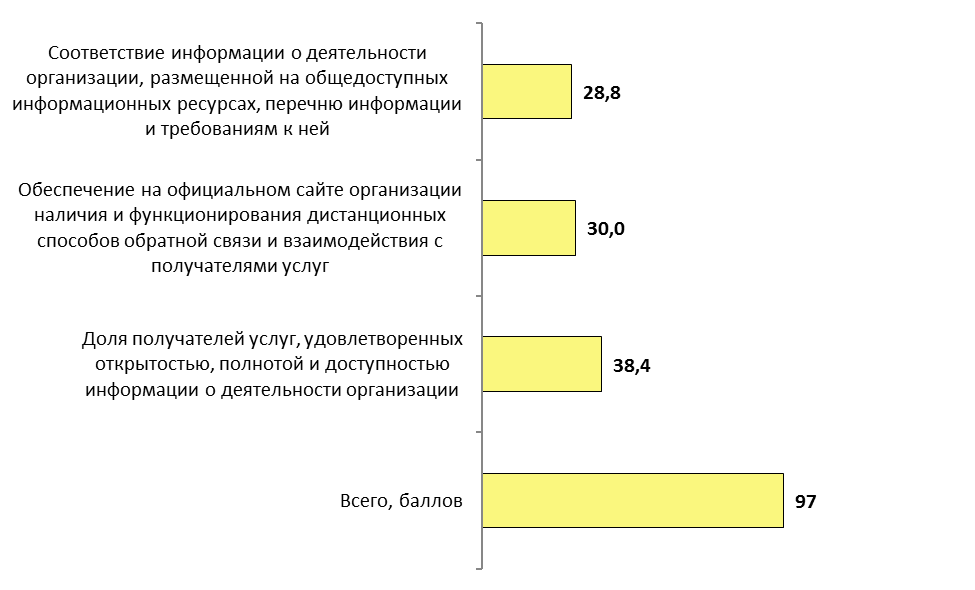 Соответствие информации о деятельности
организации, размещенной на общедоступных
информационных ресурсах, перечню информации
и требованиям к ней
28,8
Обеспечение на официальном сайте организации
наличия и функционирования дистанционных
способов обратной связи и взаимодействия с
получателями услуг
30,0
Доля получателей услуг, удовлетворенных
открытостью, полнотой и доступностью
информации о деятельности организации
38,4
Всего, баллов
97